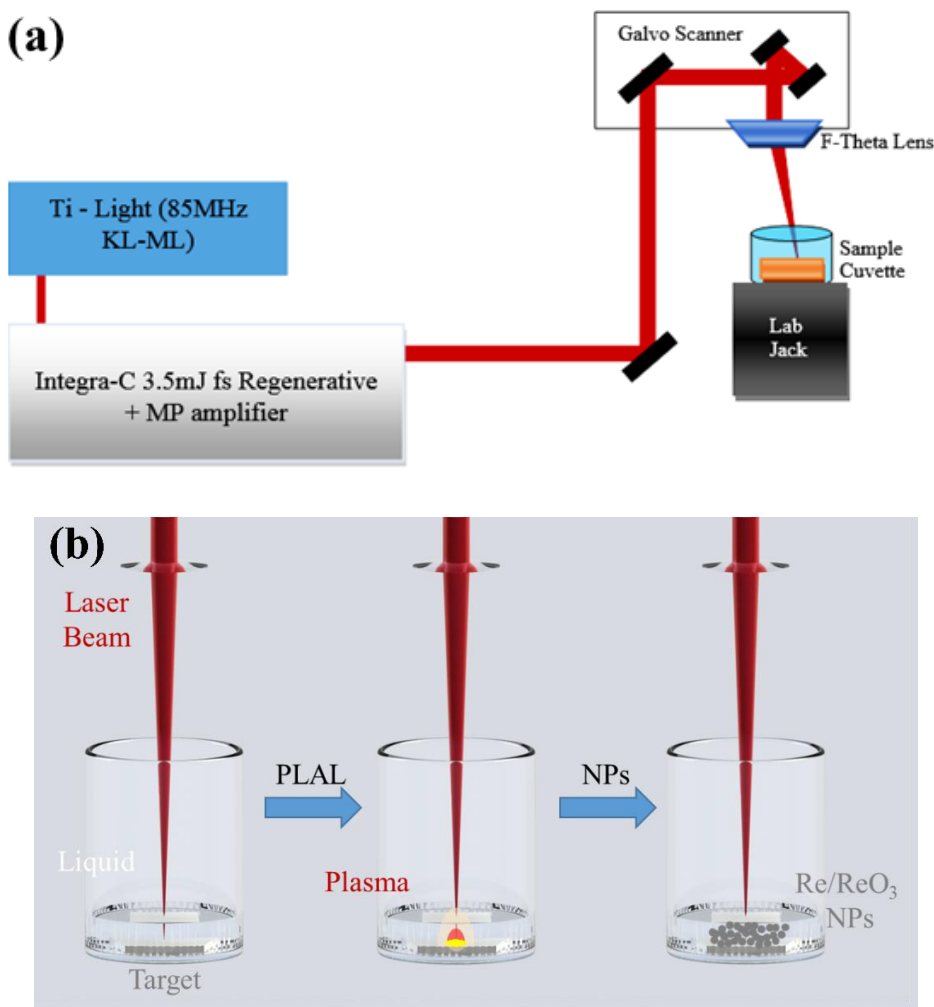 (a)
Galvo Scanner
F-Theta Lens
Ti - Light (85MHz
KL-ML)
Sample
Cuvette
Lab
Jack
Integra-C 3.5mJ fs Regenerative
+ MP amplifier
(b)
Laser
Beam
PLAL
NPs
Liquid
Plasma
Re/ReO₃
NPs
Target